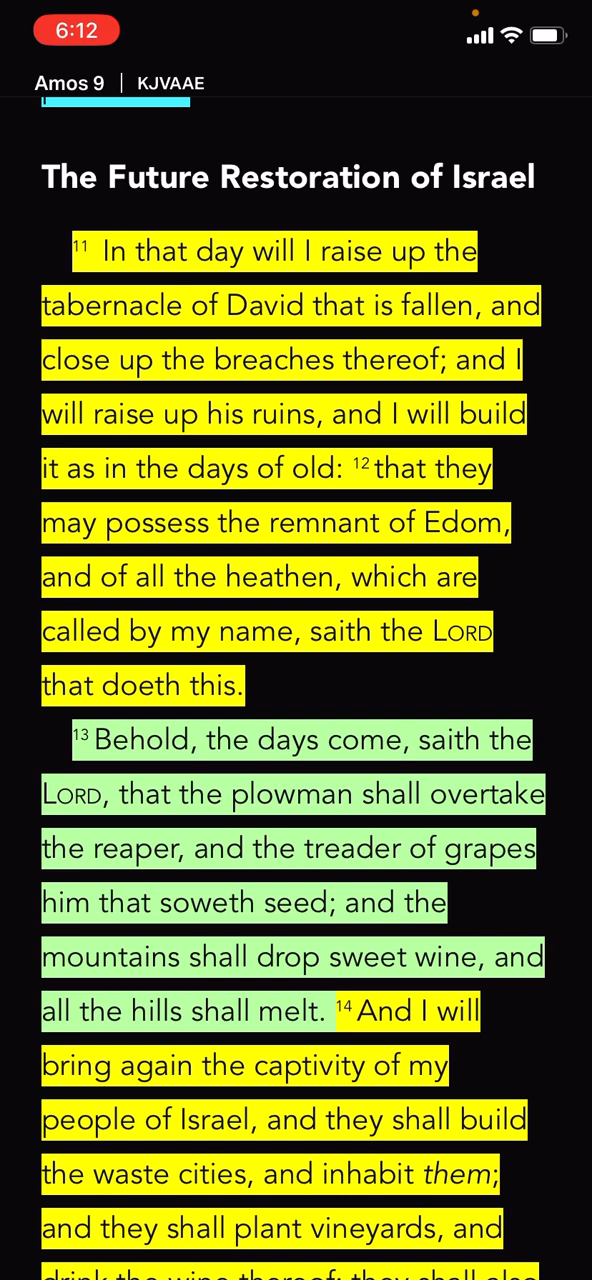 6:12
Amos 9 | KJVAAE
The Future Restoration of Israel
11 In that day will I raise up the
tabernacle of David that is fallen, and
close up the breaches thereof; and I
will raise up his ruins, and I will build
it as in the days of old: 12 that they
may possess the remnant of Edom,
and of all the heathen, which are
called by my name, saith the LORD
that doeth this.
13 Behold, the days come, saith the
LORD, that the plowman shall overtake
the reaper, and the treader of grapes
him that soweth seed; and the
mountains shall drop sweet wine, and
all the hills shall melt. 14 And I will
bring again the captivity of my
people of Israel, and they shall build
the waste cities, and inhabit them;
and they shall plant vineyards, and
drink the wine thereof; they shall also